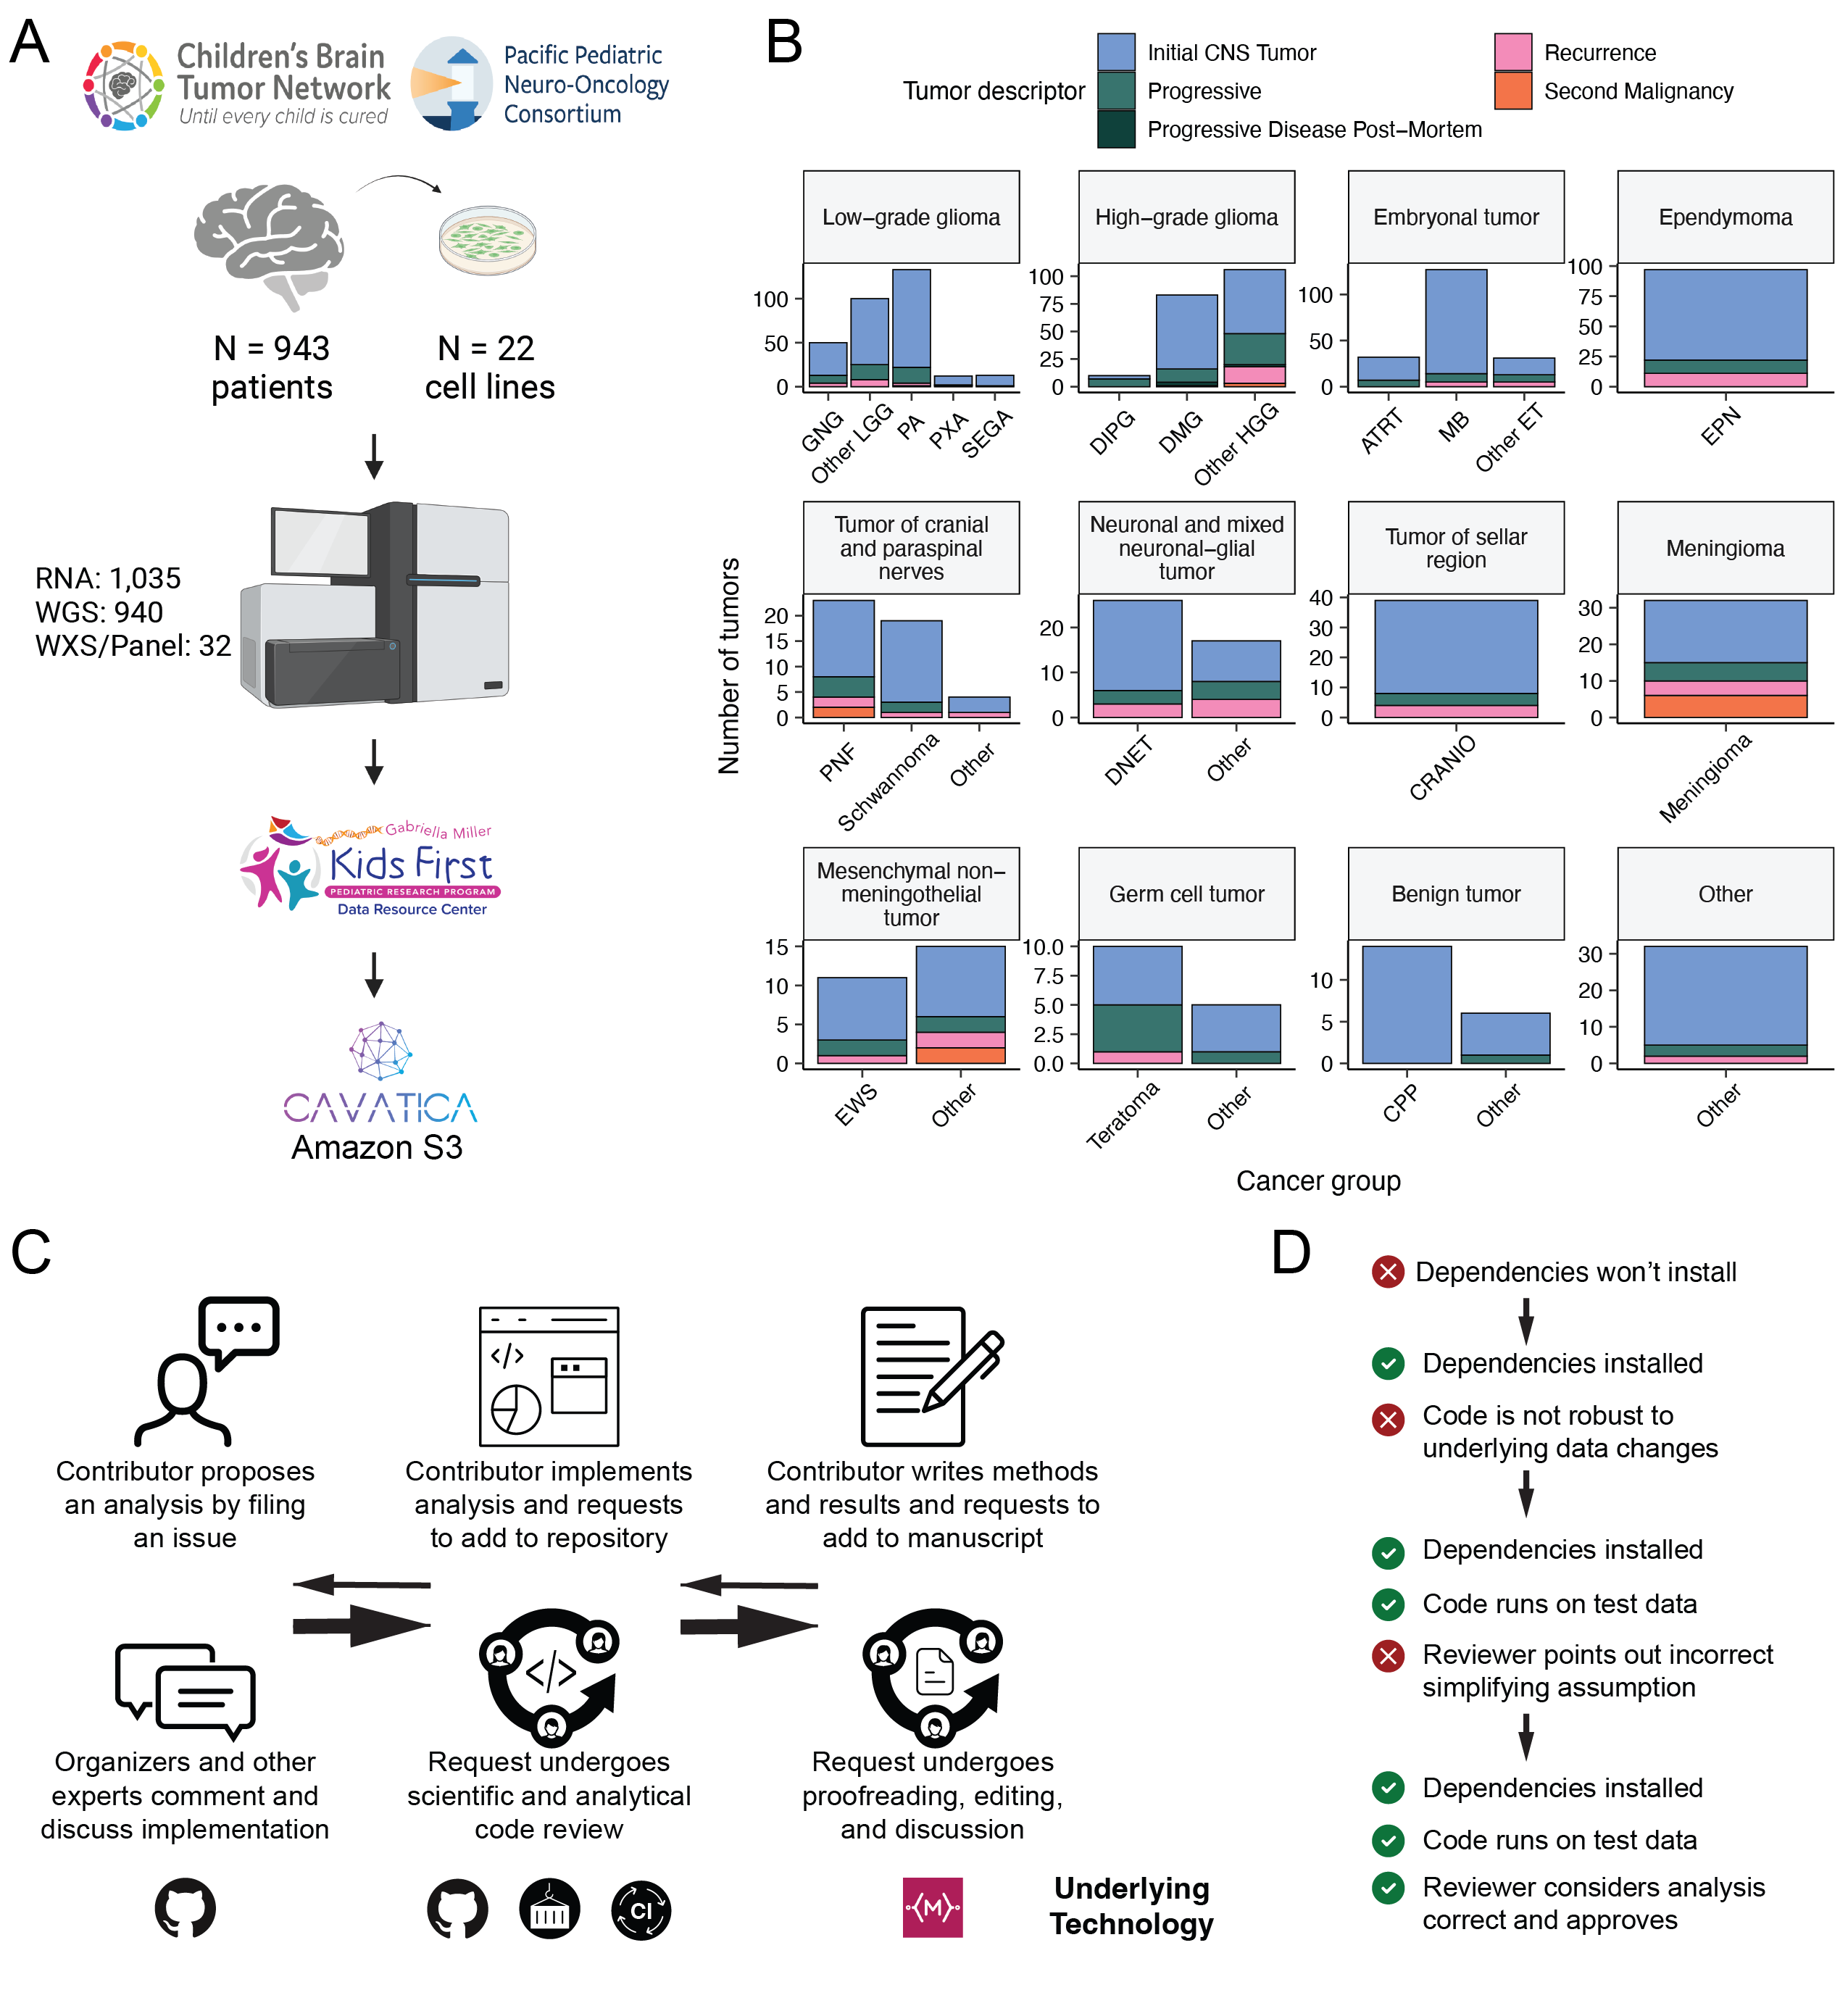 A
Children's Brain
Tumor Network
Until every child is cured
Pacific Pediatric
Neuro-Oncology
Consortium
N = 943
patients
N = 22
cell lines
RNA: 1,035
WGS: 940
WXS/Panel: 32
Gabriella Miller
Kids First
PEDIATRIC RESEARCH PROGRAM
Data Resource Center
CAVATICA
Amazon S3
B
Tumor descriptor
Initial CNS Tumor
Progressive
Progressive Disease Post−Mortem
Recurrence
Second Malignancy
Number of tumors
Low−grade glioma
100
50
0
GNG
Other LGG
PA
PXA
SEGA
High−grade glioma
100
75
50
25
0
DIPG
DMG
Other HGG
Embryonal tumor
100
50
0
ATRT
MB
Other ET
Ependymoma
100
75
50
25
0
EPN
Tumor of cranial
and paraspinal
nerves
20
15
10
5
0
PNF
Schwannoma
Other
Neuronal and mixed
neuronal−glial
tumor
20
10
0
DNET
Other
Tumor of sellar
region
40
30
20
10
0
CRANIO
Meningioma
30
20
10
0
Meningioma
Mesenchymal non−
meningothelial
tumor
15
10
5
0
EWS
Other
Germ cell tumor
10.0
7.5
5.0
2.5
0.0
Teratoma
Other
Benign tumor
10
5
0
CPP
Other
Other
30
20
10
0
Other
Cancer group
C
Contributor proposes
an analysis by filing
an issue
Contributor implements
analysis and requests
to add to repository
Contributor writes methods
and results and requests to
add to manuscript
Organizers and other
experts comment and
discuss implementation
Request undergoes
scientific and analytical
code review
Request undergoes
proofreading, editing,
and discussion
CI
M
Underlying
Technology
D
Dependencies won't install
Dependencies installed
Code is not robust to
underlying data changes
Dependencies installed
Code runs on test data
Reviewer points out incorrect
simplifying assumption
Dependencies installed
Code runs on test data
Reviewer considers analysis
correct and approves